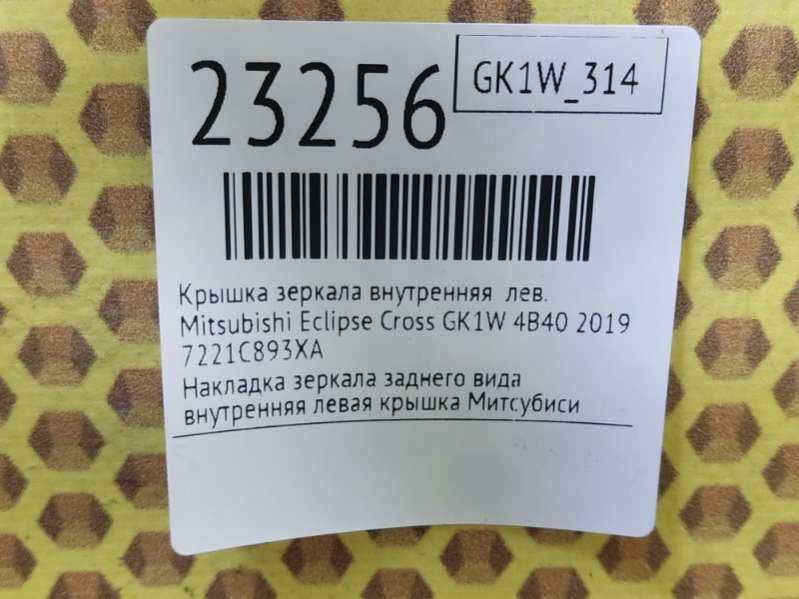 23256
GK1W_314
Крышка зеркала внутренняя лев.
Mitsubishi Eclipse Cross GK1W 4B40 2019
7221C893XA
Накладка зеркала заднего вида
внутренняя левая крышка Митсубиси